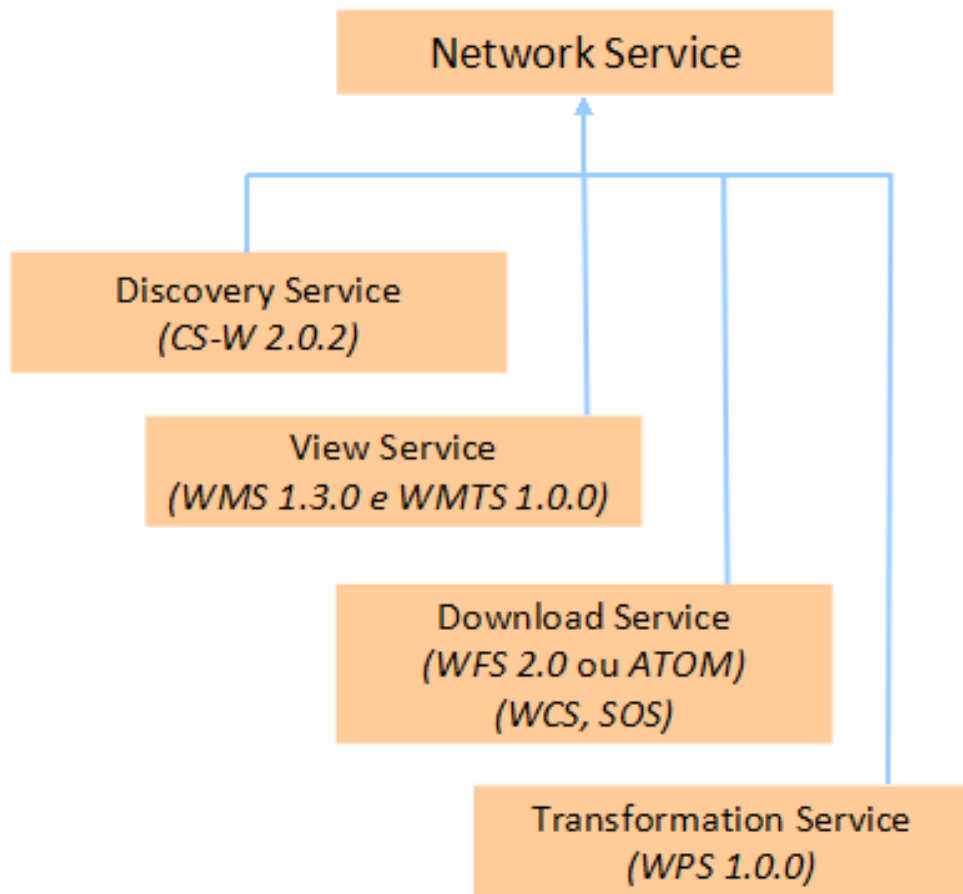 Network Service
Discovery Service
(CS-W 2.0.2)
View Service
(WMS 1.3.0 e WMTS 1.0.0)
Download Service
(WFS 2.0 ou ATOM)
(WCS, SOS)
Transformation Service
(WPS 1.0.0)